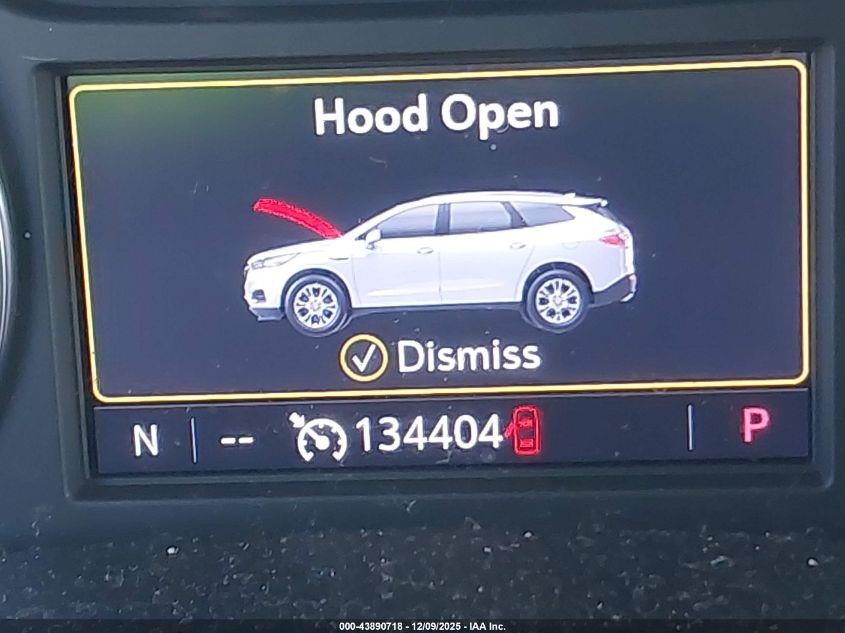 Hood Open
Dismiss
N -- 134404 P
000-43890718 - 12/09/2025 - IAA Inc.